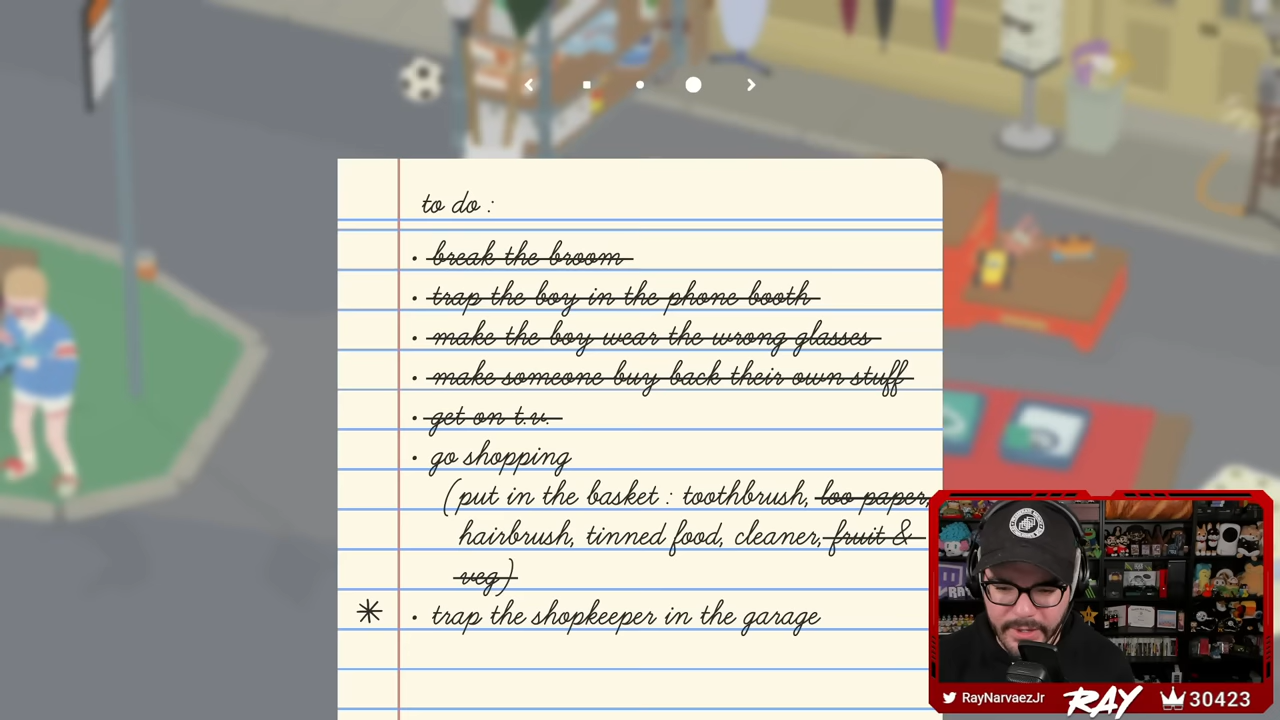 to do :
• break the broom
• trap the boy in the phone booth
• make the boy wear the wrong glasses
• make someone buy back their own stuff
• get on t.v.
• go shopping
(put in the basket : toothbrush, loo paper,
hairbrush, tinned food, cleaner, fruit &
veg)
* • trap the shopkeeper in the garage
RayNarvaezJr RAY 30423